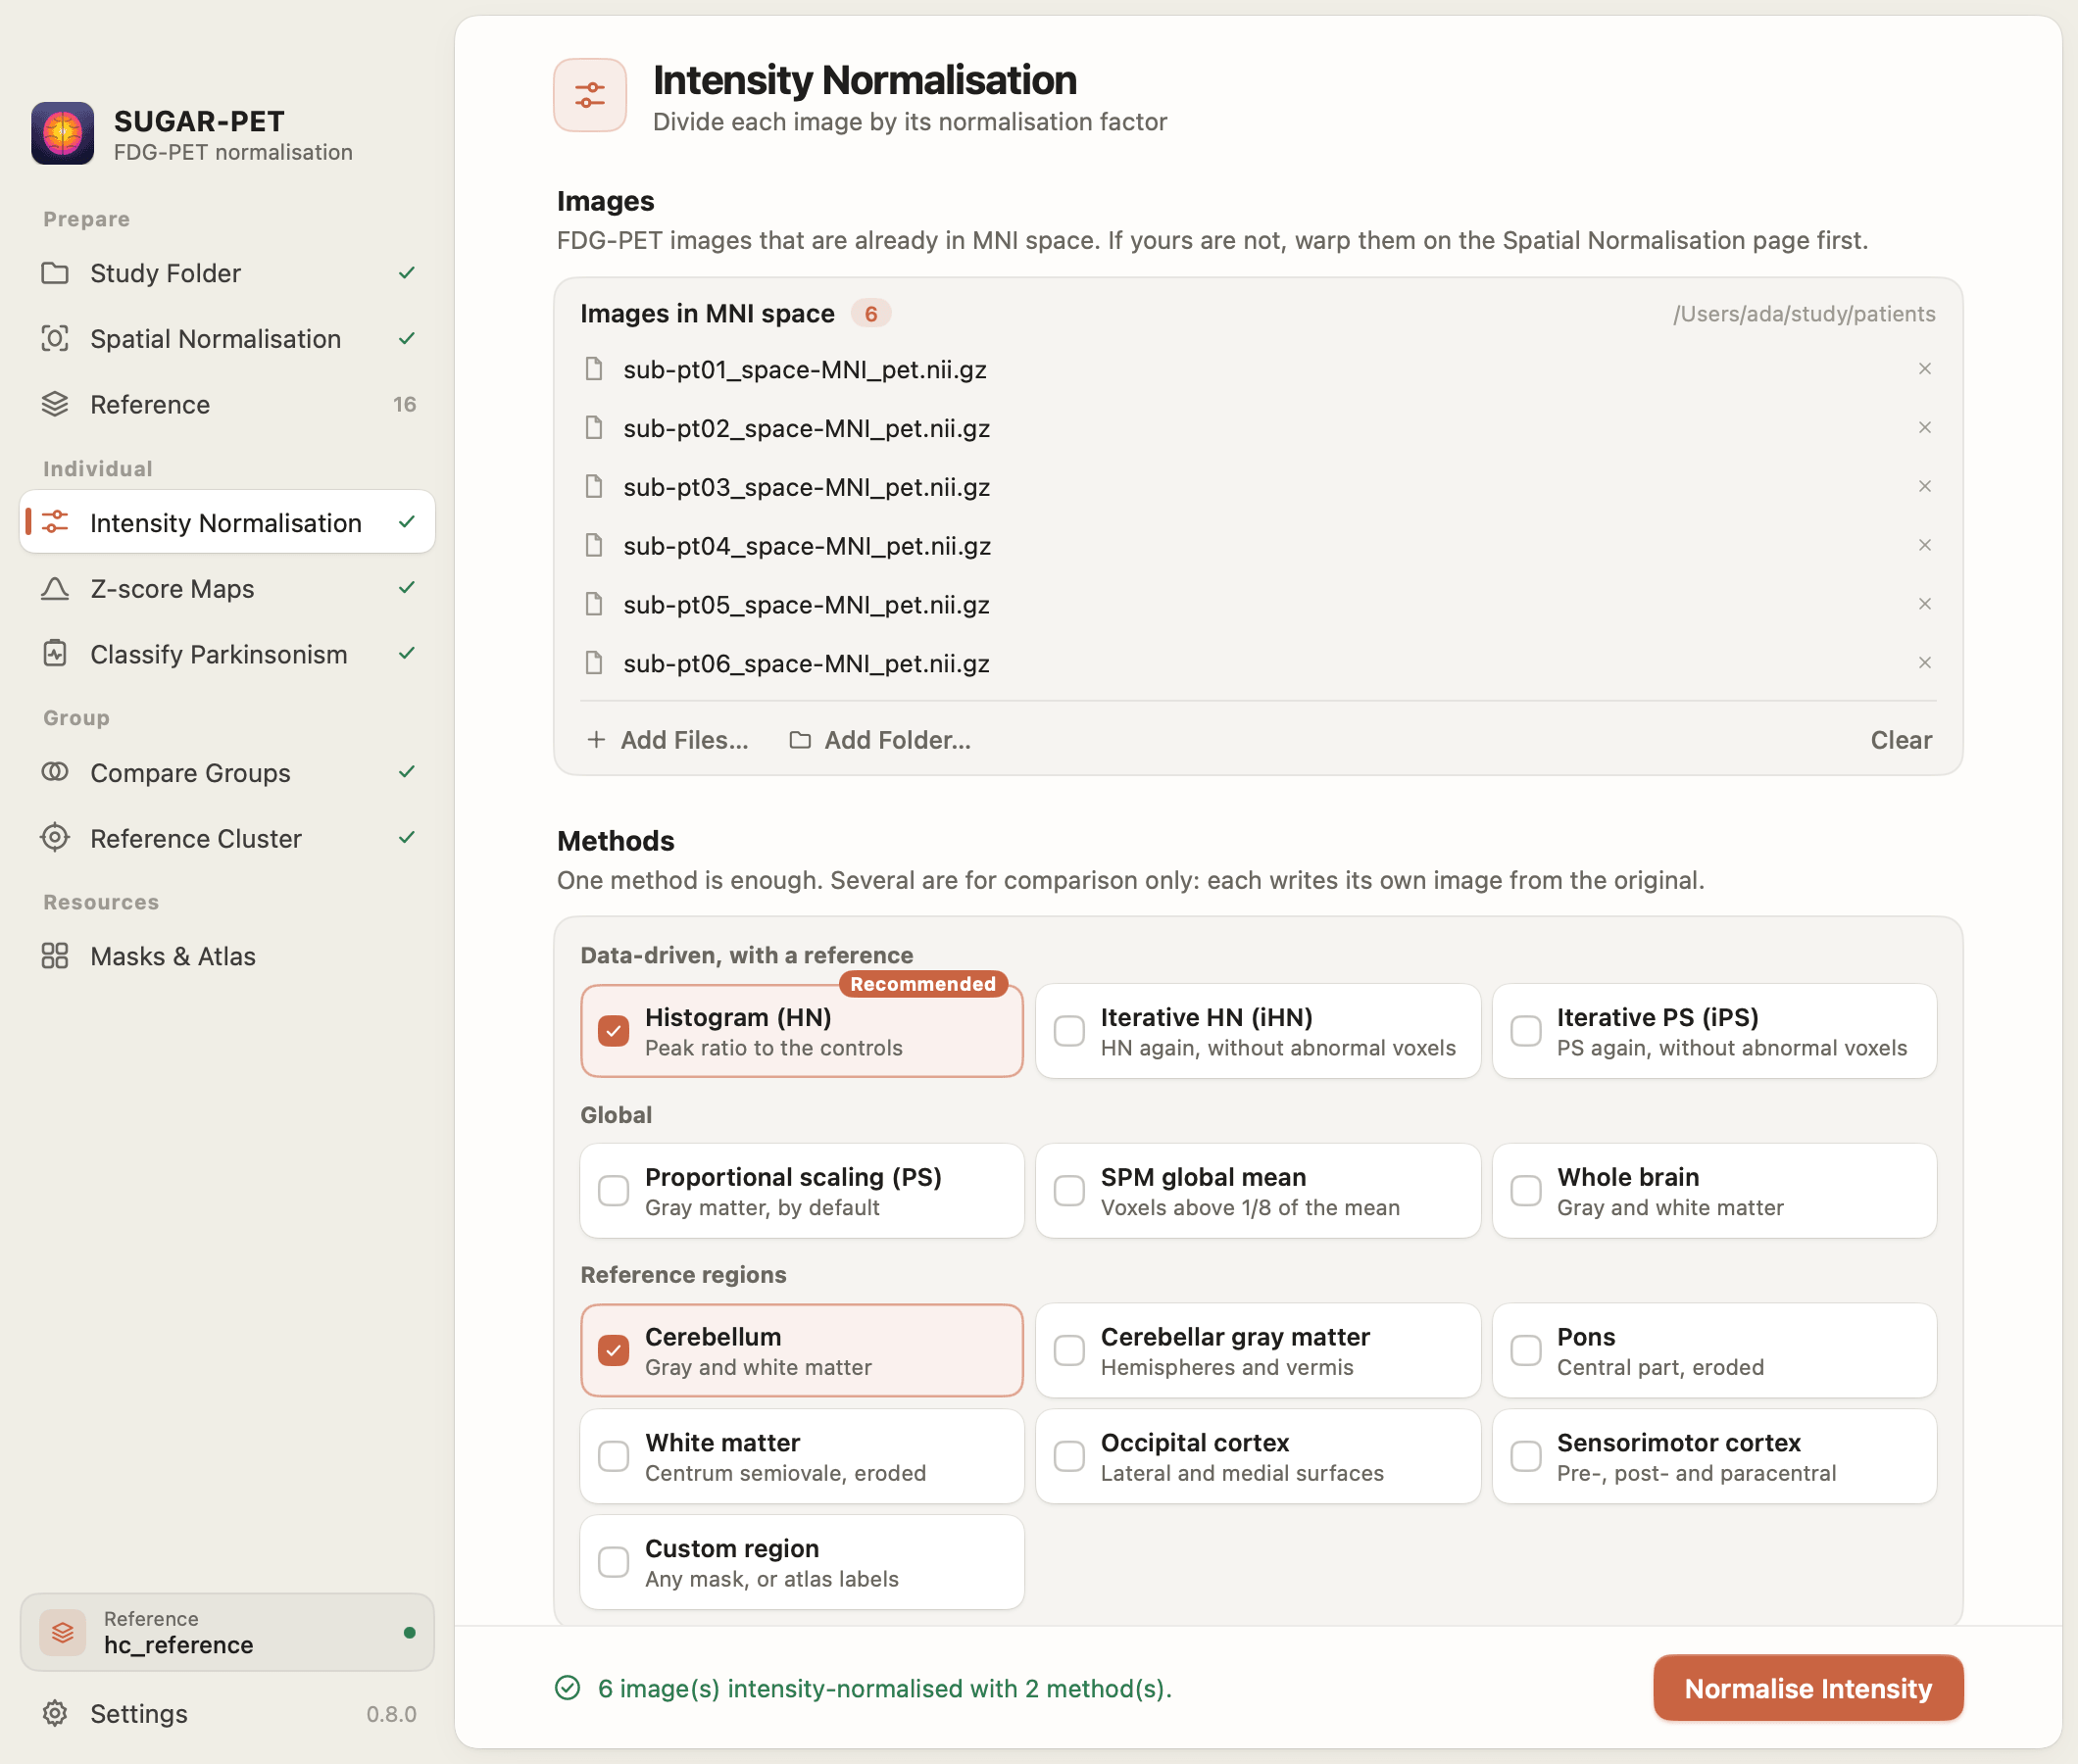 SUGAR-PET
FDG-PET normalisation
Prepare
Study Folder
Spatial Normalisation
Reference 16
Individual
Intensity Normalisation
Z-score Maps
Classify Parkinsonism
Group
Compare Groups
Reference Cluster
Resources
Masks & Atlas
Reference
hc_reference
Settings 0.8.0
Intensity Normalisation
Divide each image by its normalisation factor
Images
FDG-PET images that are already in MNI space. If yours are not, warp them on the Spatial Normalisation page first.
Images in MNI space 6 /Users/ada/study/patients
sub-pt01_space-MNI_pet.nii.gz
sub-pt02_space-MNI_pet.nii.gz
sub-pt03_space-MNI_pet.nii.gz
sub-pt04_space-MNI_pet.nii.gz
sub-pt05_space-MNI_pet.nii.gz
sub-pt06_space-MNI_pet.nii.gz
Add Files... Add Folder... Clear
Methods
One method is enough. Several are for comparison only: each writes its own image from the original.
Data-driven, with a reference
Recommended
Histogram (HN)
Peak ratio to the controls
Iterative HN (iHN)
HN again, without abnormal voxels
Iterative PS (iPS)
PS again, without abnormal voxels
Global
Proportional scaling (PS)
Gray matter, by default
SPM global mean
Voxels above 1/8 of the mean
Whole brain
Gray and white matter
Reference regions
Cerebellum
Gray and white matter
Cerebellar gray matter
Hemispheres and vermis
Pons
Central part, eroded
White matter
Centrum semiovale, eroded
Occipital cortex
Lateral and medial surfaces
Sensorimotor cortex
Pre-, post- and paracentral
Custom region
Any mask, or atlas labels
6 image(s) intensity-normalised with 2 method(s).
Normalise Intensity